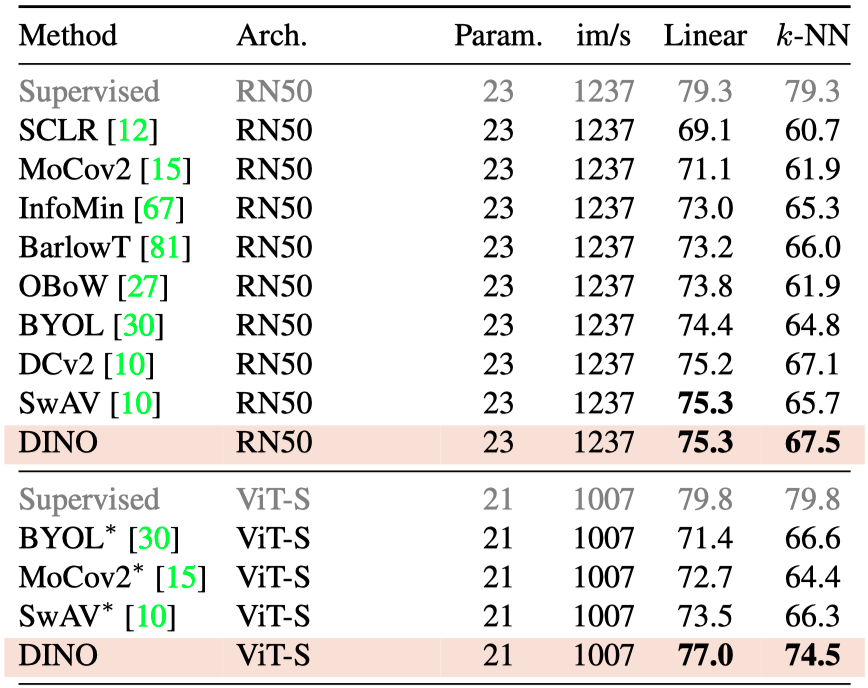 Method Arch. Param. im/s Linear k-NN
Supervised RN50 23 1237 79.3 79.3
SCLR [12] RN50 23 1237 69.1 60.7
MoCov2 [15] RN50 23 1237 71.1 61.9
InfoMin [67] RN50 23 1237 73.0 65.3
BarlowT [81] RN50 23 1237 73.2 66.0
OBoW [27] RN50 23 1237 73.8 61.9
BYOL [30] RN50 23 1237 74.4 64.8
DCv2 [10] RN50 23 1237 75.2 67.1
SwAV [10] RN50 23 1237 75.3 65.7
DINO RN50 23 1237 75.3 67.5
Supervised ViT-S 21 1007 79.8 79.8
BYOL* [30] ViT-S 21 1007 71.4 66.6
MoCov2* [15] ViT-S 21 1007 72.7 64.4
SwAV* [10] ViT-S 21 1007 73.5 66.3
DINO ViT-S 21 1007 77.0 74.5